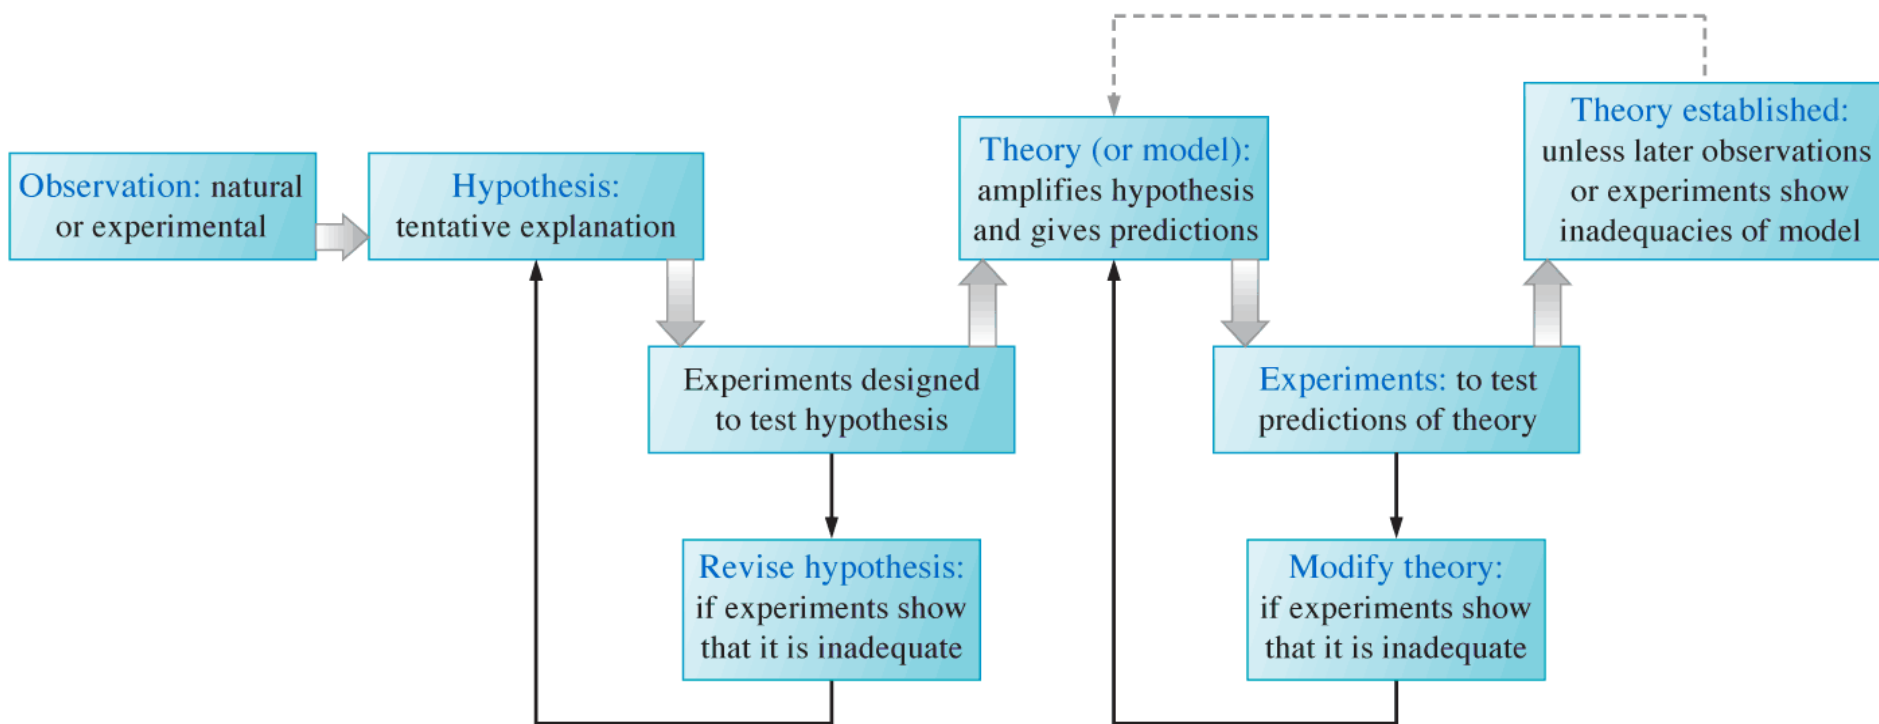 Observation: natural
or experimental
Hypothesis:
tentative explanation
Experiments designed
to test hypothesis
Revise hypothesis:
if experiments show
that it is inadequate
Theory (or model):
amplifies hypothesis
and gives predictions
Experiments: to test
predictions of theory
Modify theory:
if experiments show
that it is inadequate
Theory established:
unless later observations
or experiments show
inadequacies of model